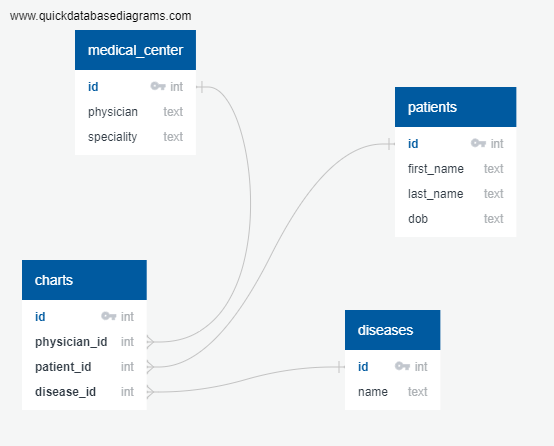 www.quickdatabasediagrams.com
medical_center
id int
physician text
speciality text
patients
id int
first_name text
last_name text
dob text
charts
id int
physician_id int
patient_id int
disease_id int
diseases
id int
name text